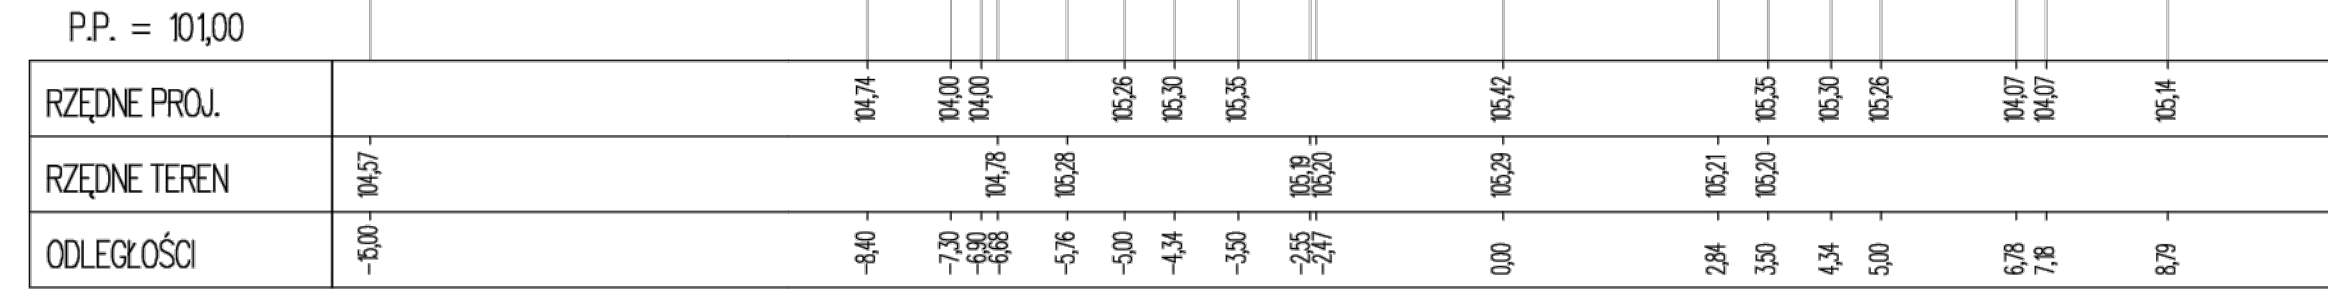 P.P. = 101,00
RZĘDNE PROJ. 104,74 104,00 104,00 105,26 105,30 105,35 105,42 105,35 105,30 105,26 104,07 104,07 105,14
RZĘDNE TEREN 104,57 104,78 105,28 105,19 105,20 105,29 105,21 105,20
ODLEGŁOŚCI -15,00 -8,40 -7,30 -6,90 -6,68 -5,76 -5,00 -4,34 -3,50 -2,55 -2,47 0,00 2,84 3,50 4,34 5,00 6,78 7,18 8,79